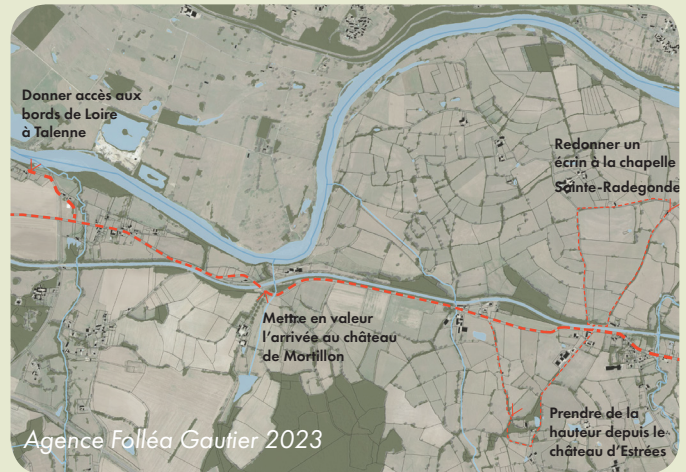 Donner accès aux
bords de Loire
à Talenne
Redonner un
écrin à la chapelle
Sainte-Radegonde
Mettre en valeur
l'arrivée au château
de Mortillon
Prendre de la
hauteur depuis le
château d'Estrées
Agence Folléa Gautier 2023